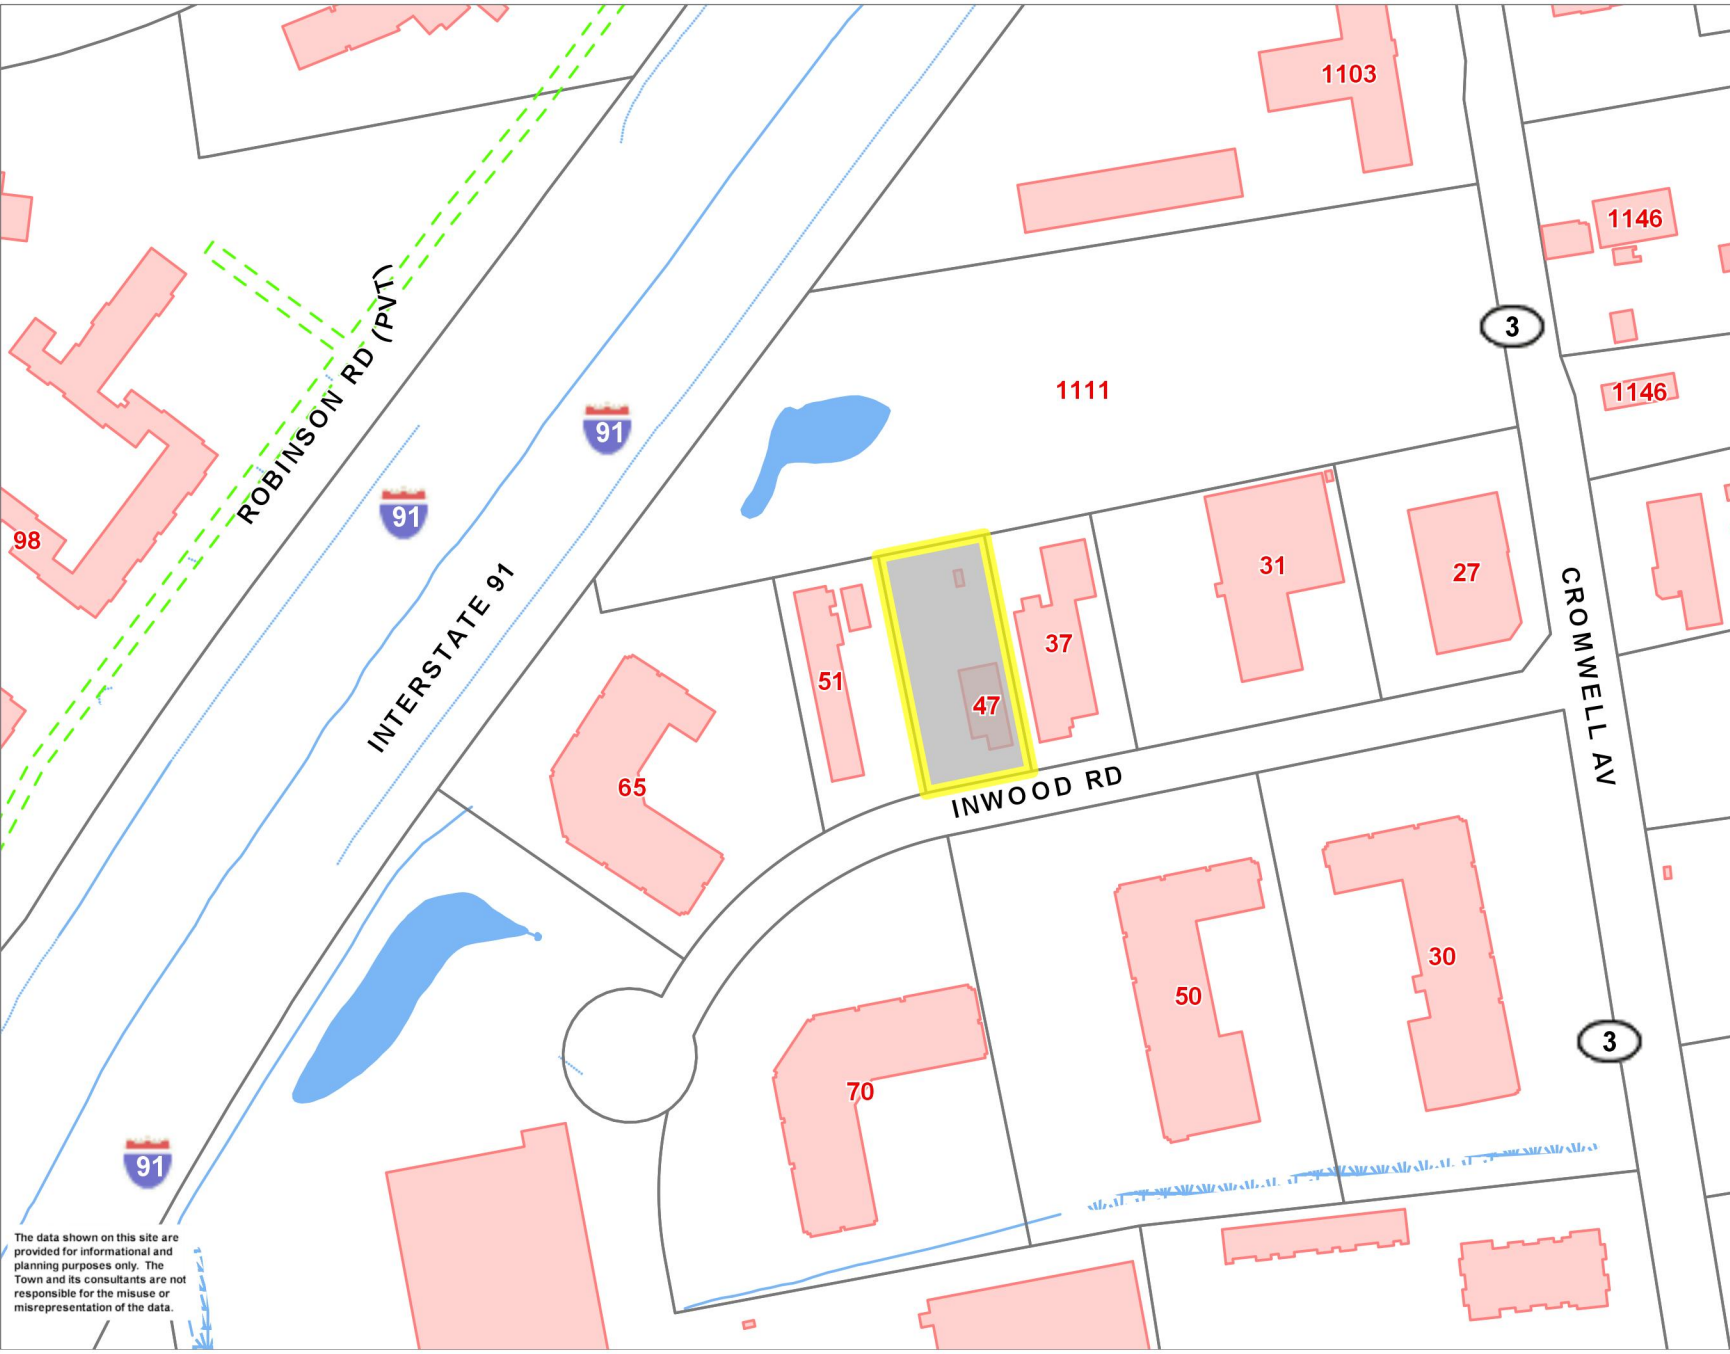 1103
1146
3
ROBINSON RD (PVT)
1111
1146
91
91
98
31
27
INTERSTATE 91
CROMWELL AV
37
51
47
65
INWOOD RD
30
50
3
70
91
The data shown on this site are
provided for informational and
planning purposes only. The
Town and its consultants are not
responsible for the misuse or
misrepresentation of the data.